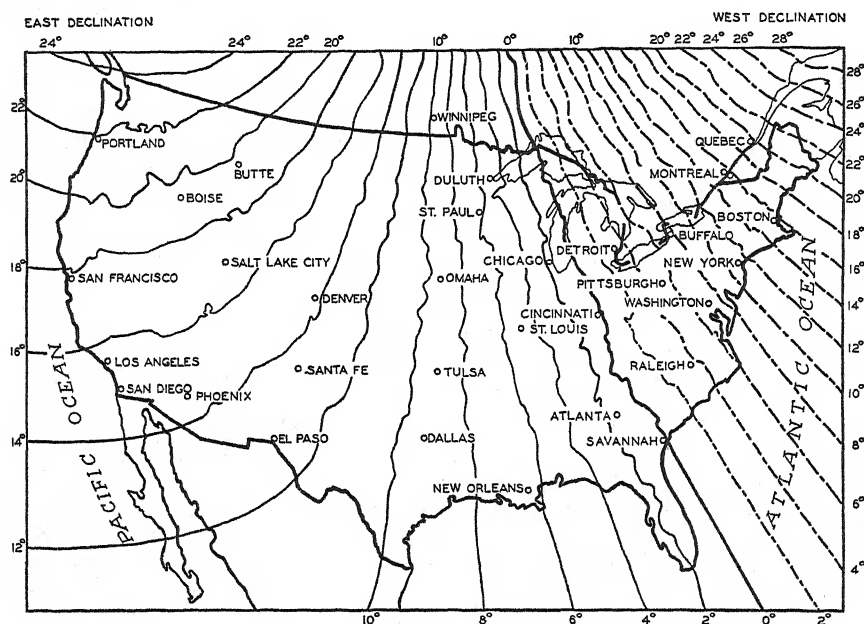 EAST DECLINATION
WEST DECLINATION
24° 24° 22° 20° 10° 0° 10° 20° 22° 24° 26° 28°
28°
26°
24°
22°
WINNIPEG
PORTLAND
QUEBEC
22°
BUTTE
MONTREAL
20°
DULUTH
20°
BOISE
ST. PAUL
BOSTON
18°
BUFFALO
DETROIT
SALT LAKE CITY
CHICAGO
NEW YORK
16°
18°
SAN FRANCISCO
OMAHA
PITTSBURGH
14°
DENVER
WASHINGTON
CINCINNATI
ST. LOUIS
12°
16°
LOS ANGELES
SANTA FE
TULSA
RALEIGH
10°
SAN DIEGO
PHOENIX
ATLANTA
8°
14°
EL PASO
DALLAS
SAVANNAH
NEW ORLEANS
6°
12°
4°
PACIFIC OCEAN
ATLANTIC OCEAN
10° 8° 6° 4° 2° 0° 2°